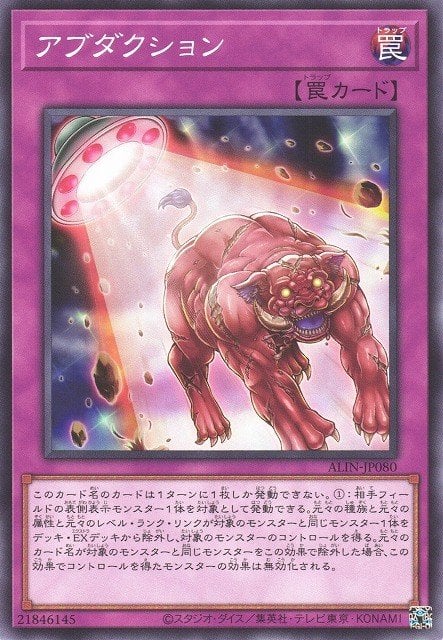 アブダクション
トラップ
罠
【罠カード】
トラップ
ALIN-JP080
このカード名のカードは1ターンに1枚しか発動できない。①:相手フィー
ルドの表側表示モンスター1体を対象として発動できる。元々の種族と元々の
属性と元々のレベル・ランク・リンクが対象のモンスターと同じモンスター1体を
デッキ・EXデッキから除外し、対象のモンスターのコントロールを得る。元々の
カード名が対象のモンスターと同じモンスターをこの効果で除外した場合、こ
の効果でコントロールを得たモンスターの効果は無効化される。
21846145
©スタジオ・ダイス/集英社・テレビ東京・KONAMI